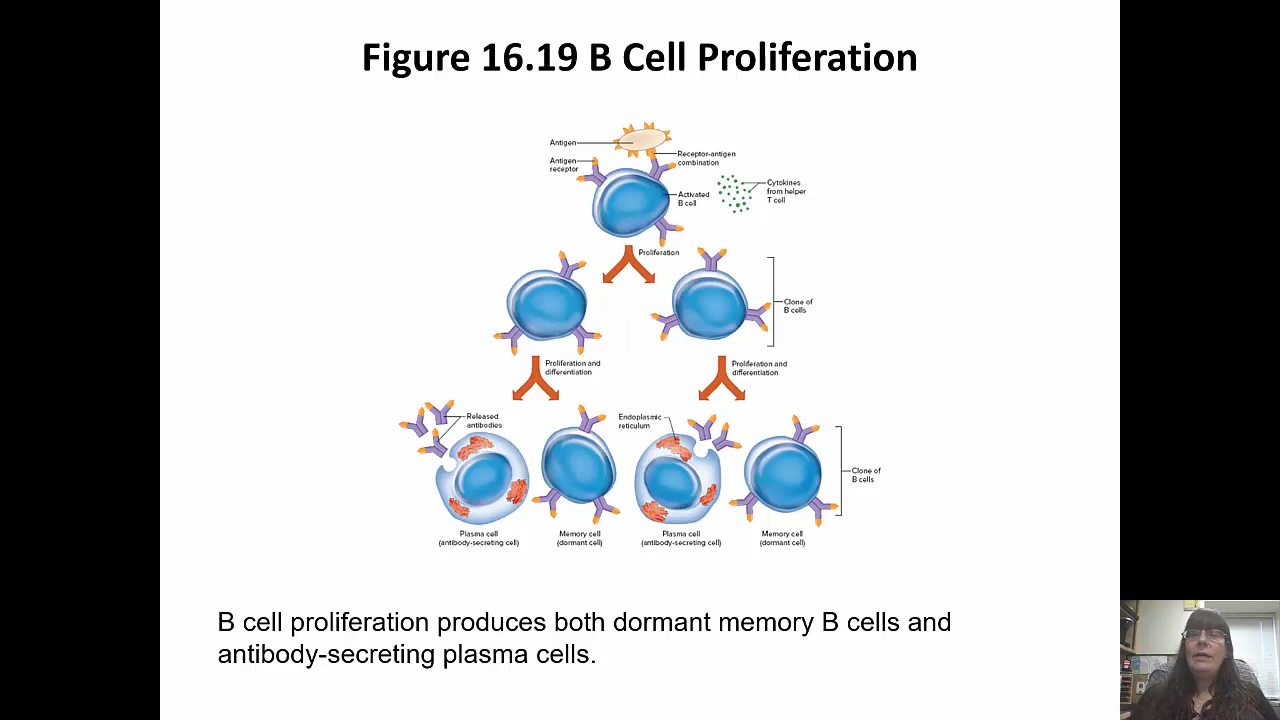 Figure 16.19 B Cell Proliferation
Antigen
Antigen
receptor
Receptor-antigen
combination
Activated
B cell
Cytokines
from helper
T cell
Proliferation
Clone of
B cells
Proliferation and
differentiation
Proliferation and
differentiation
Released
antibodies
Endoplasmic
reticulum
Clone of
B cells
Plasma cell
(antibody-secreting cell)
Memory cell
(dormant cell)
Plasma cell
(antibody-secreting cell)
Memory cell
(dormant cell)
B cell proliferation produces both dormant memory B cells and
antibody-secreting plasma cells.